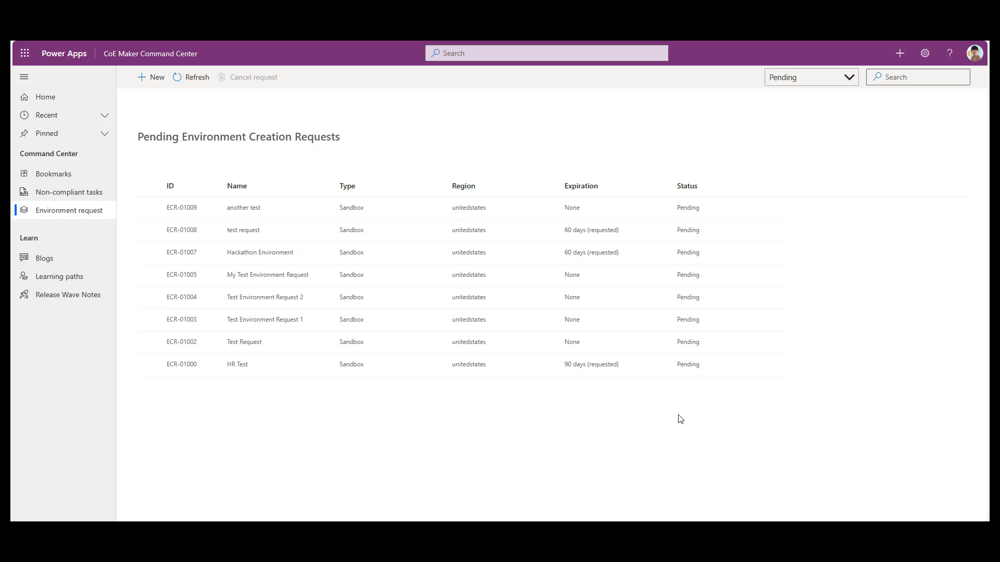 Power Apps CoE Maker Command Center Search
New Refresh Cancel request Pending Search
Home
Recent
Pinned
Command Center
Bookmarks
Non-compliant tasks
Environment request
Learn
Blogs
Learning paths
Release Wave Notes
Pending Environment Creation Requests
ID Name Type Region Expiration Status
ECR-01009 another test Sandbox unitedstates None Pending
ECR-01008 test request Sandbox unitedstates 60 days (requested) Pending
ECR-01007 Hackathon Environment Sandbox unitedstates 60 days (requested) Pending
ECR-01005 My Test Environment Request Sandbox unitedstates None Pending
ECR-01004 Test Environment Request 2 Sandbox unitedstates None Pending
ECR-01003 Test Environment Request 1 Sandbox unitedstates None Pending
ECR-01002 Test Request Sandbox unitedstates None Pending
ECR-01000 HR Test Sandbox unitedstates 90 days (requested) Pending